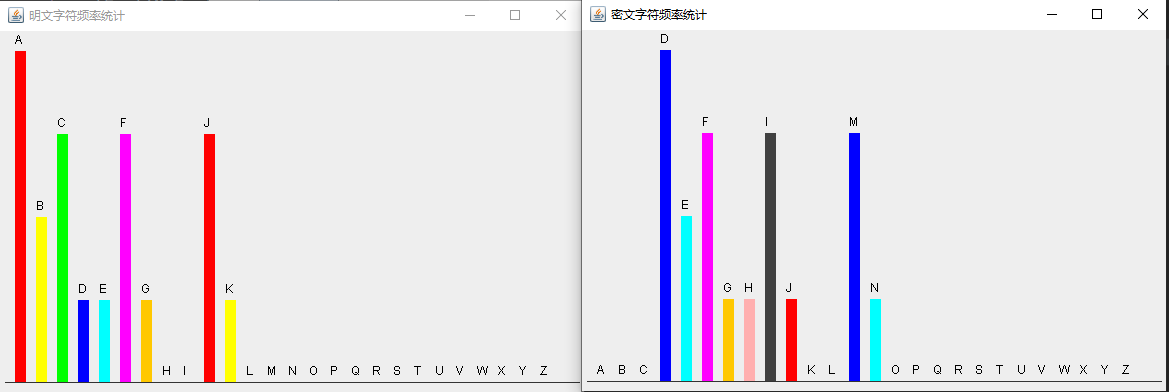 明文字符频率统计
A
C F J
B
D E G K
H I L M N O P Q R S T U V W X Y Z
密文字符频率统计
D
F I M
E
G H J N
A B C K L O P Q R S T U V W X Y Z